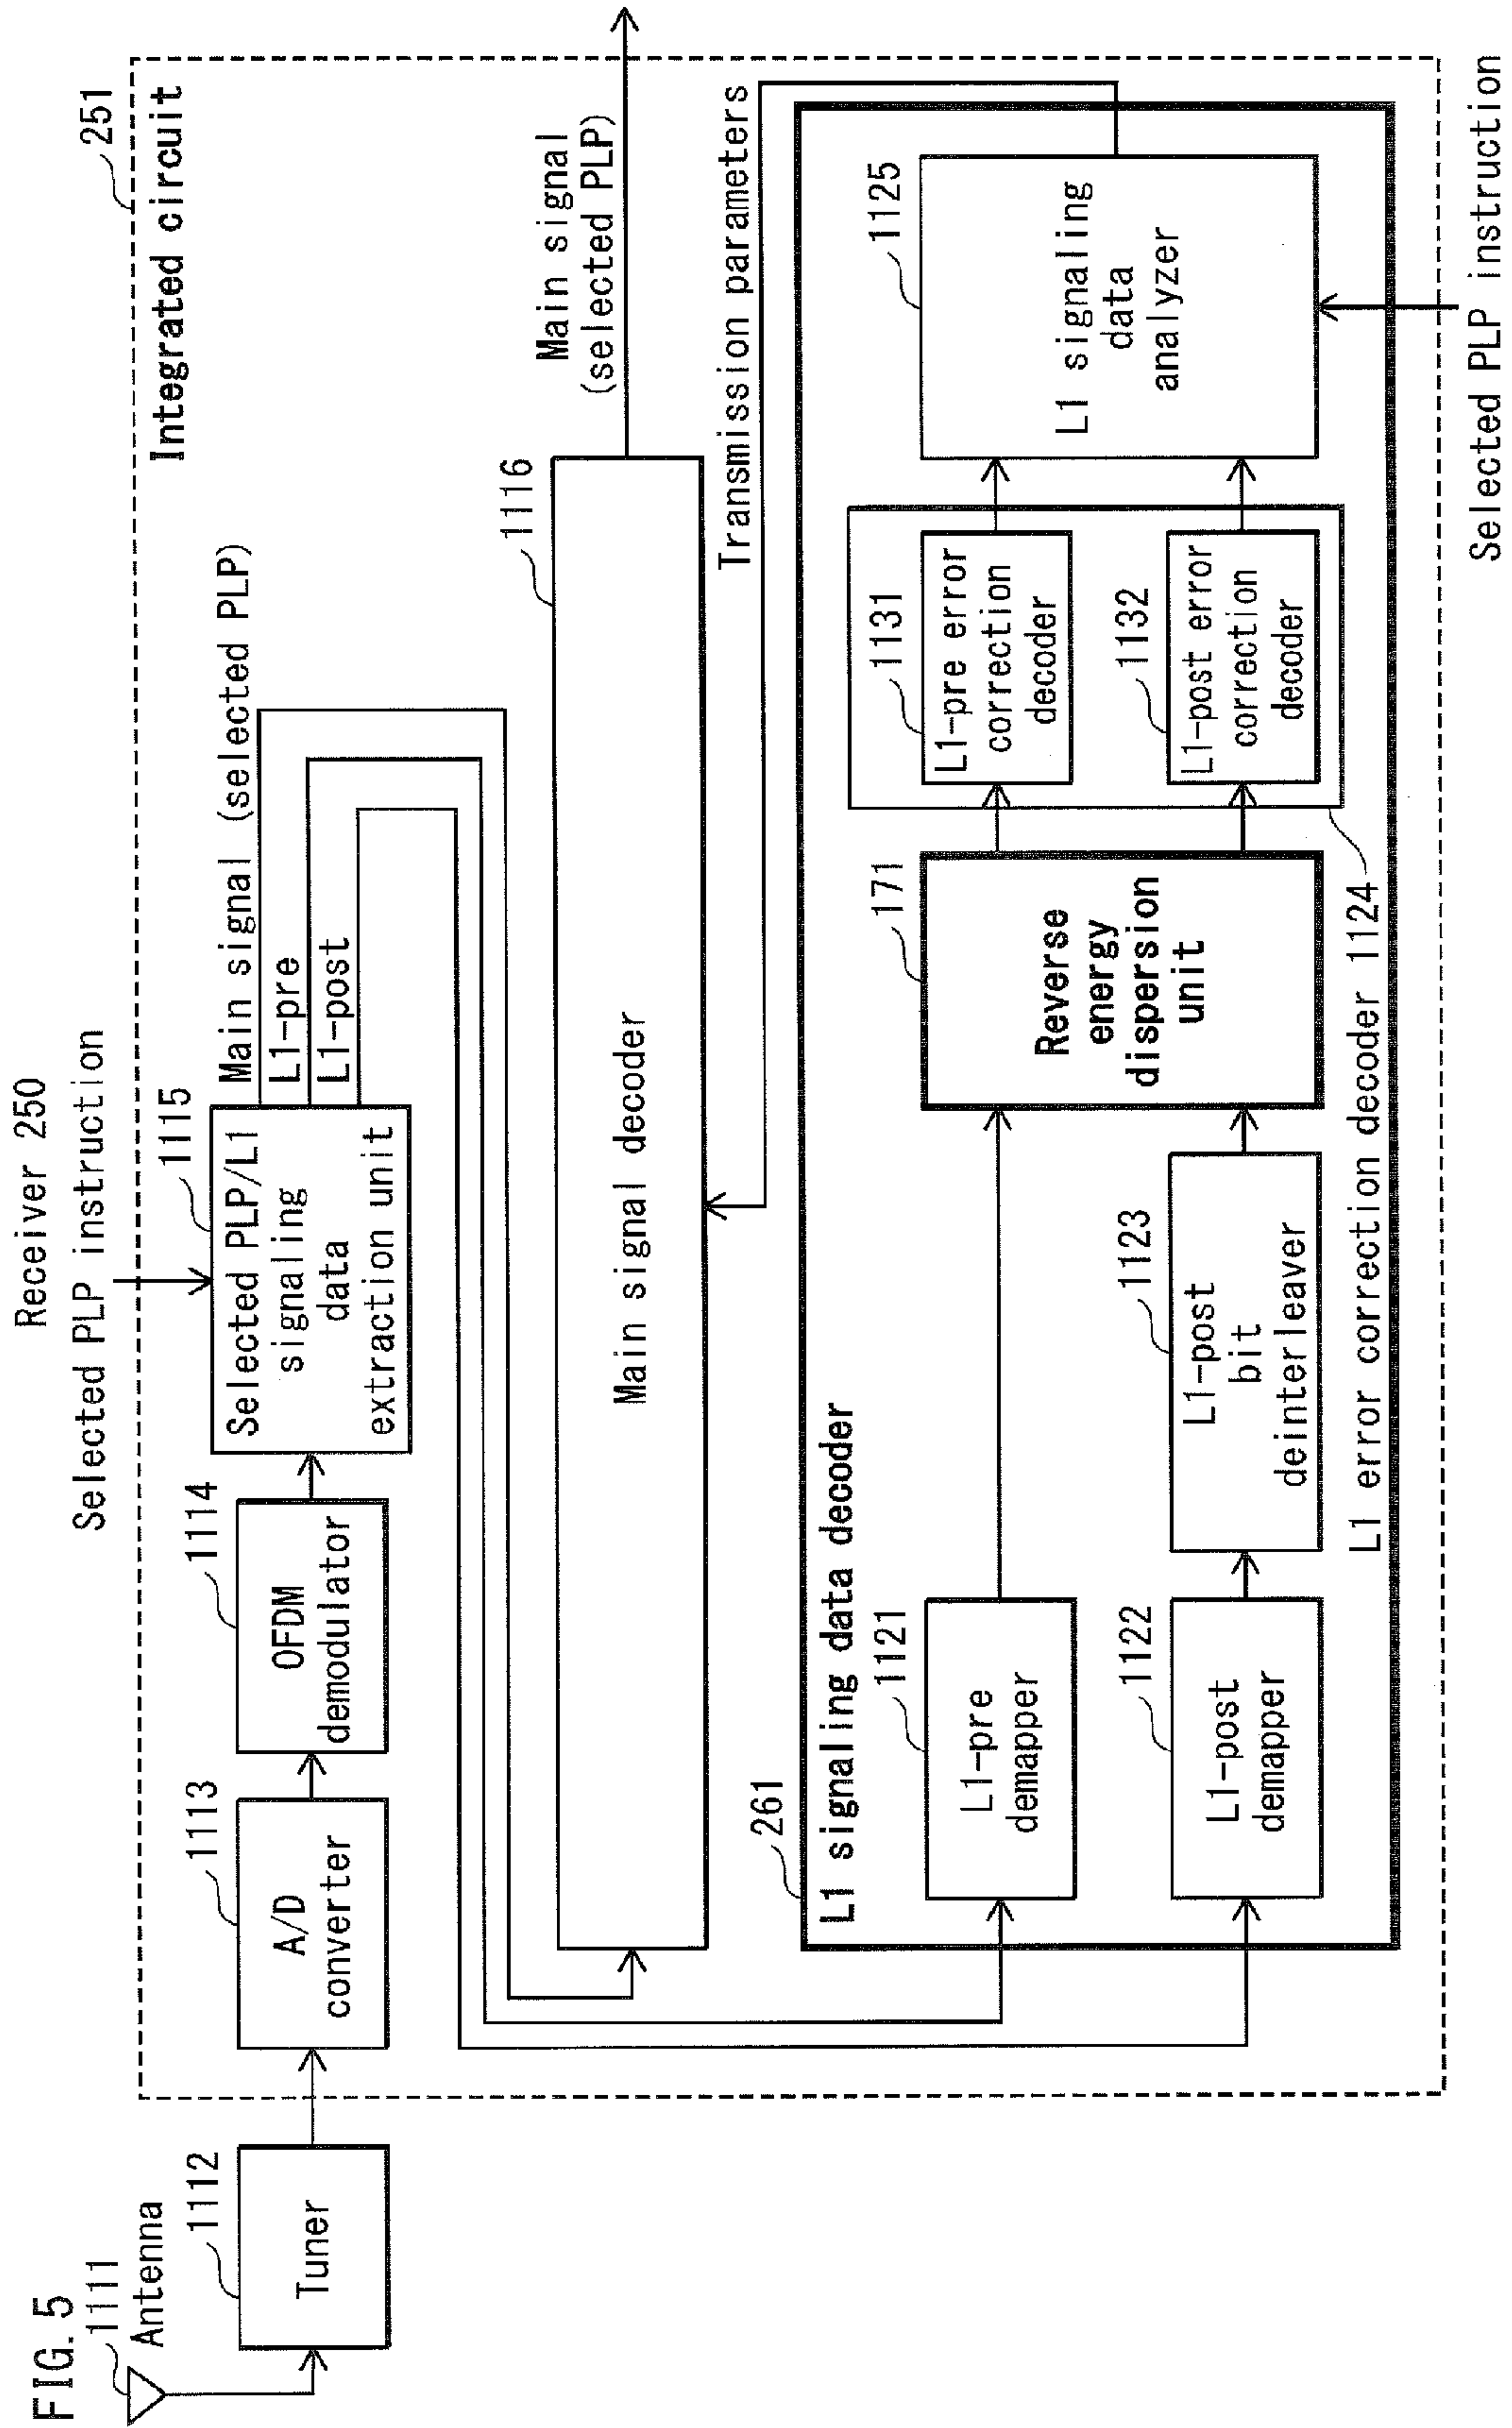 FIG. 5
Receiver 250
Selected PLP instruction
251
Integrated circuit
1111
Antenna
1112
Tuner
1113
A/D
converter
1114
OFDM
demodulator
1115
Selected PLP/L1
signaling
data
extraction unit
Main signal (selected PLP)
L1-pre
L1-post
1116
Main signal decoder
Main signal
(selected PLP)
Transmission parameters
261
L1 signaling data decoder
1121
L1-pre
demapper
1122
L1-post
demapper
1123
L1-post
bit
deinterleaver
171
Reverse
energy
dispersion
unit
1131
L1-pre error
correction
decoder
1132
L1-post error
correction
decoder
1125
L1 signaling
data
analyzer
L1 error correction decoder 1124
Selected PLP instruction